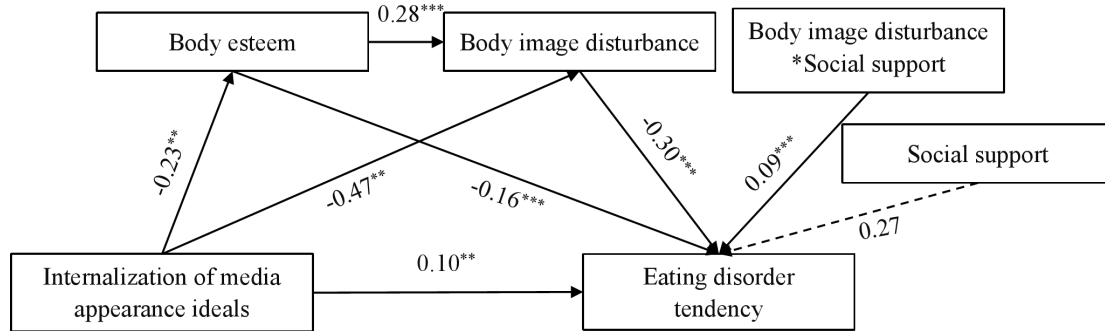 0.28***
Body esteem
Body image disturbance
Body image disturbance
*Social support
Social support
-0.23**
-0.47**
-0.16***
-0.30***
0.09***
0.27
Internalization of media
appearance ideals
0.10**
Eating disorder
tendency